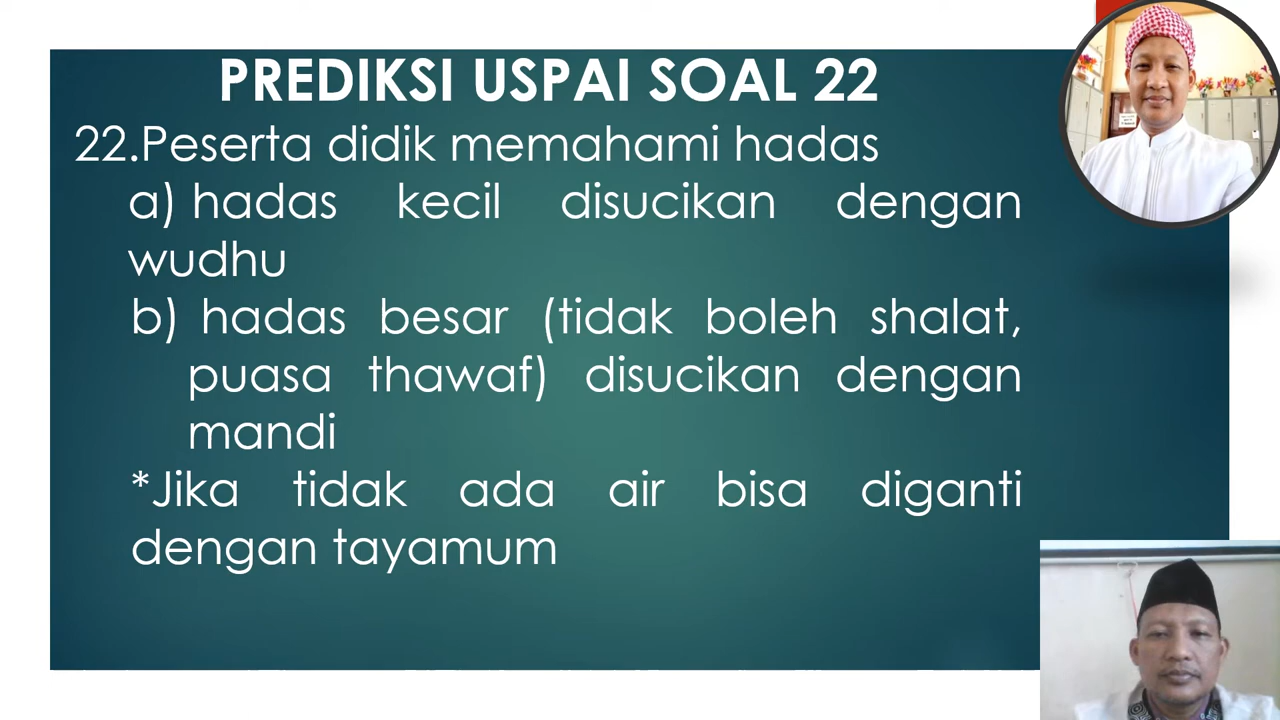 PREDIKSI USPAI SOAL 22
22.Peserta didik memahami hadas
a) hadas kecil disucikan dengan
wudhu
b) hadas besar (tidak boleh shalat,
puasa thawaf) disucikan dengan
mandi
*Jika tidak ada air bisa diganti
dengan tayamum